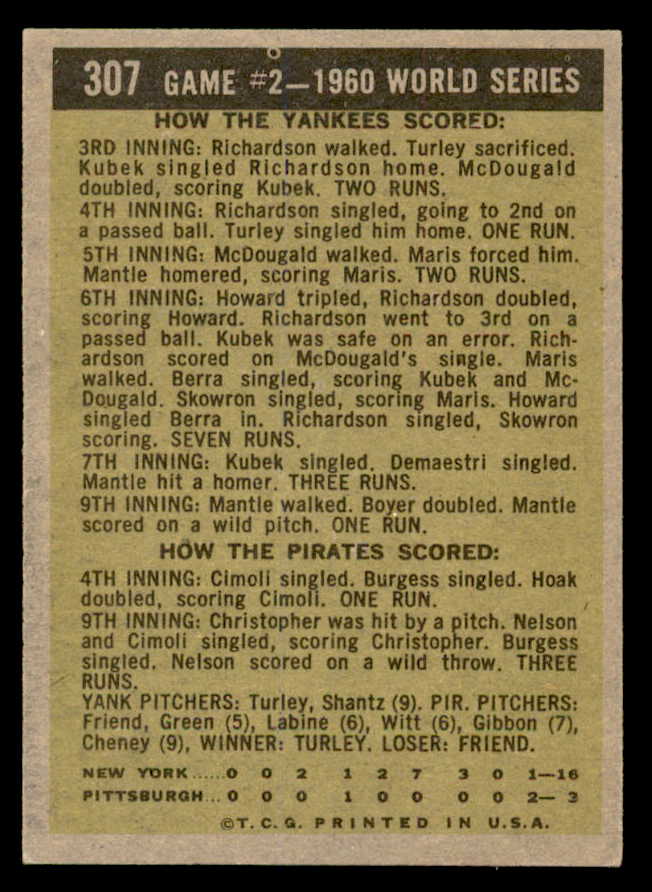 307 GAME #2—1960 WORLD SERIES
HOW THE YANKEES SCORED:
3RD INNING: Richardson walked. Turley sacrificed.
Kubek singled Richardson home. McDougald
doubled, scoring Kubek. TWO RUNS.
4TH INNING: Richardson singled, going to 2nd on
a passed ball. Turley singled him home. ONE RUN.
5TH INNING: McDougald walked. Maris forced him.
Mantle homered, scoring Maris. TWO RUNS.
6TH INNING: Howard tripled, Richardson doubled,
scoring Howard. Richardson went to 3rd on a
passed ball. Kubek was safe on an error. Rich-
ardson scored on McDougald's single. Maris
walked. Berra singled, scoring Kubek and Mc-
Dougald. Skowron singled, scoring Maris. Howard
singled Berra in. Richardson singled, Skowron
scoring. SEVEN RUNS.
7TH INNING: Kubek singled. Demaestri singled.
Mantle hit a homer. THREE RUNS.
9TH INNING: Mantle walked. Boyer doubled. Mantle
scored on a wild pitch. ONE RUN.
HOW THE PIRATES SCORED:
4TH INNING: Cimoli singled. Burgess singled. Hoak
doubled, scoring Cimoli. ONE RUN.
9TH INNING: Christopher was hit by a pitch. Nelson
and Cimoli singled, scoring Christopher. Burgess
singled. Nelson scored on a wild throw. THREE
RUNS.
YANK PITCHERS: Turley, Shantz (9). PIR. PITCHERS:
Friend, Green (5), Labine (6), Witt (6), Gibbon (7),
Cheney (9), WINNER: TURLEY. LOSER: FRIEND.
NEW YORK ...... 0 0 2 1 2 7 3 0 1—16
PITTSBURGH ... 0 0 0 1 0 0 0 0 2— 3
©T. C. G. PRINTED IN U.S.A.